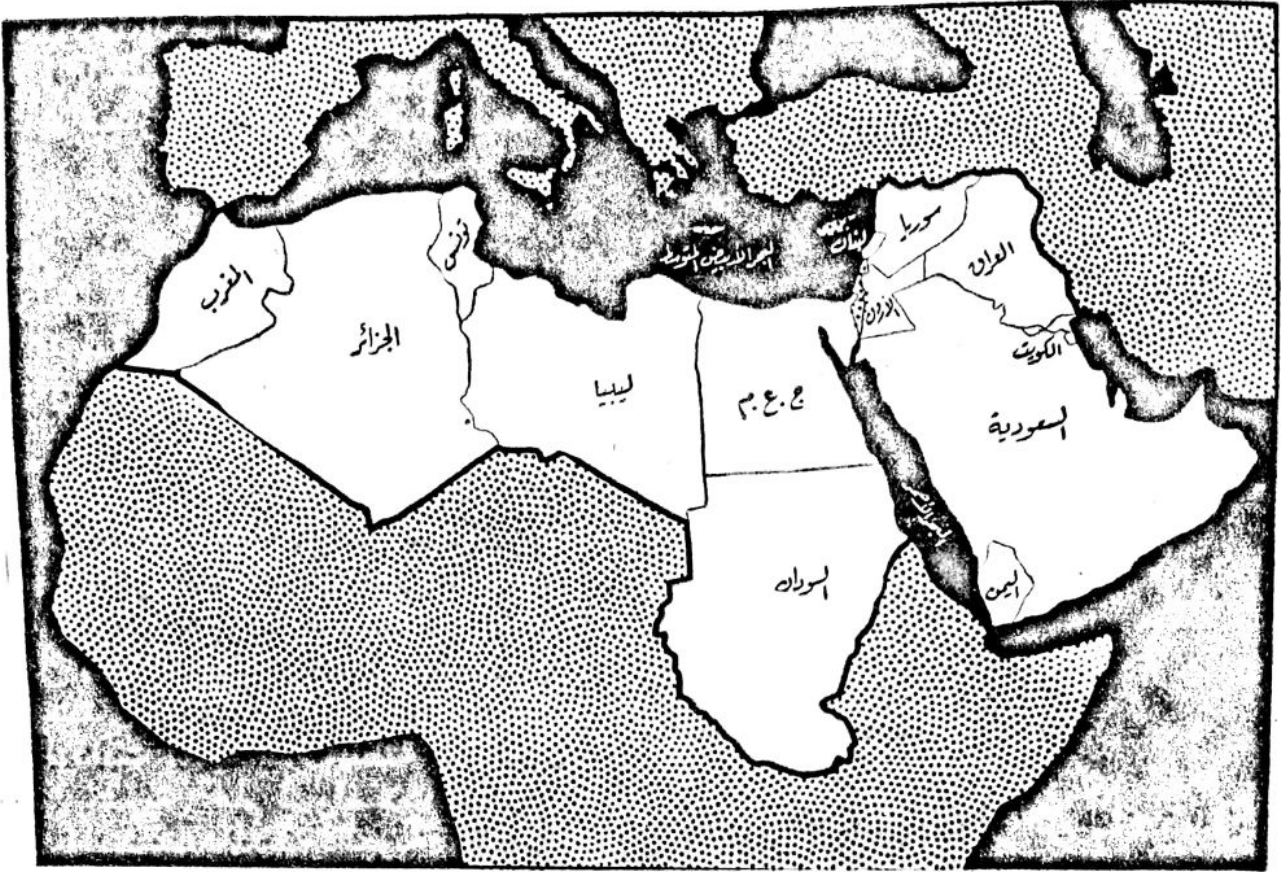 سوريا
لبنان
تونس
العراق
البحر الأبيض المتوسط
المغرب
الأردن
الجزائر
الكويت
ليبيا
ج.ع.م
السعودية
السودان
اليمن